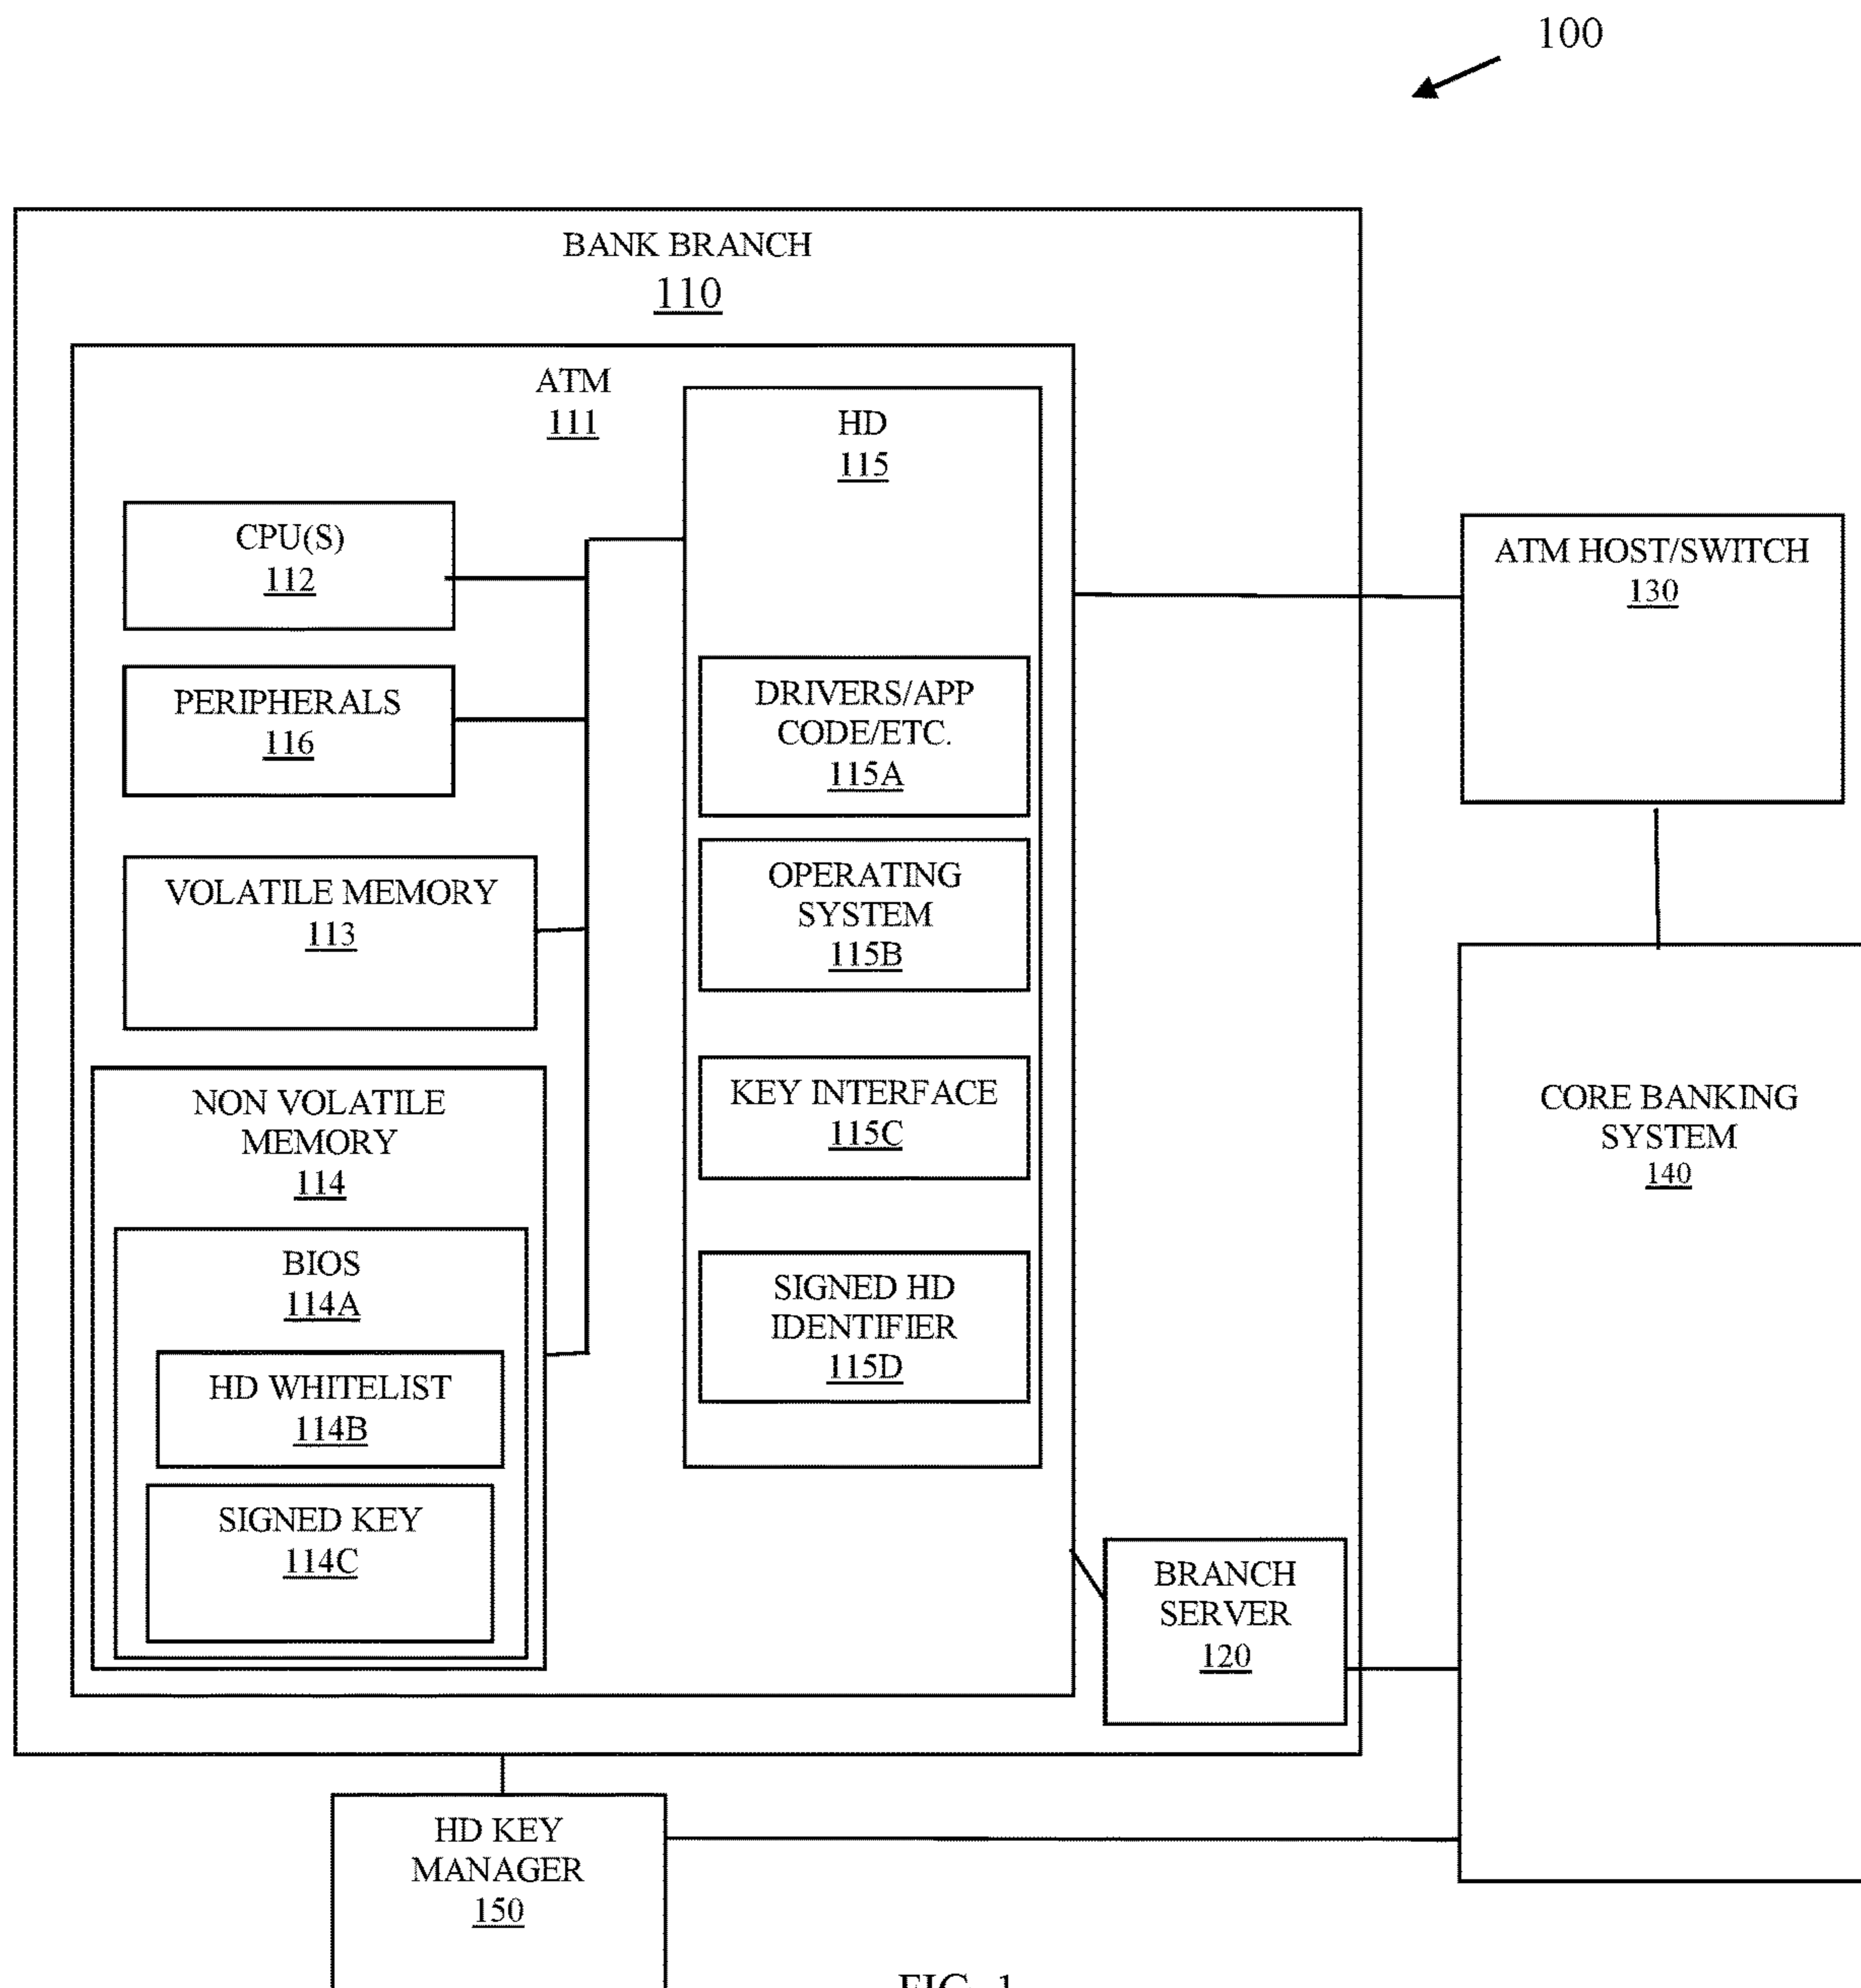 100
BANK BRANCH
110
ATM
111
HD
115
CPU(S)
112
PERIPHERALS
116
VOLATILE MEMORY
113
NON VOLATILE
MEMORY
114
BIOS
114A
HD WHITELIST
114B
SIGNED KEY
114C
DRIVERS/APP
CODE/ETC.
115A
OPERATING
SYSTEM
115B
KEY INTERFACE
115C
SIGNED HD
IDENTIFIER
115D
ATM HOST/SWITCH
130
CORE BANKING
SYSTEM
140
BRANCH
SERVER
120
HD KEY
MANAGER
150
FIG. 1